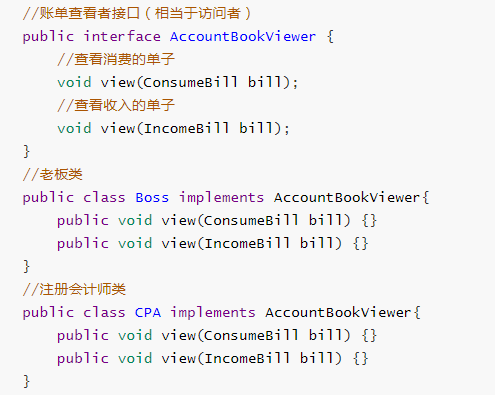 //账单查看者接口（相当于访问者）
public interface AccountBookViewer {
//查看消费的单子
void view(ConsumeBill bill);
//查看收入的单子
void view(IncomeBill bill);
}
//老板类
public class Boss implements AccountBookViewer{
public void view(ConsumeBill bill) {}
public void view(IncomeBill bill) {}
}
//注册会计师类
public class CPA implements AccountBookViewer{
public void view(ConsumeBill bill) {}
public void view(IncomeBill bill) {}
}